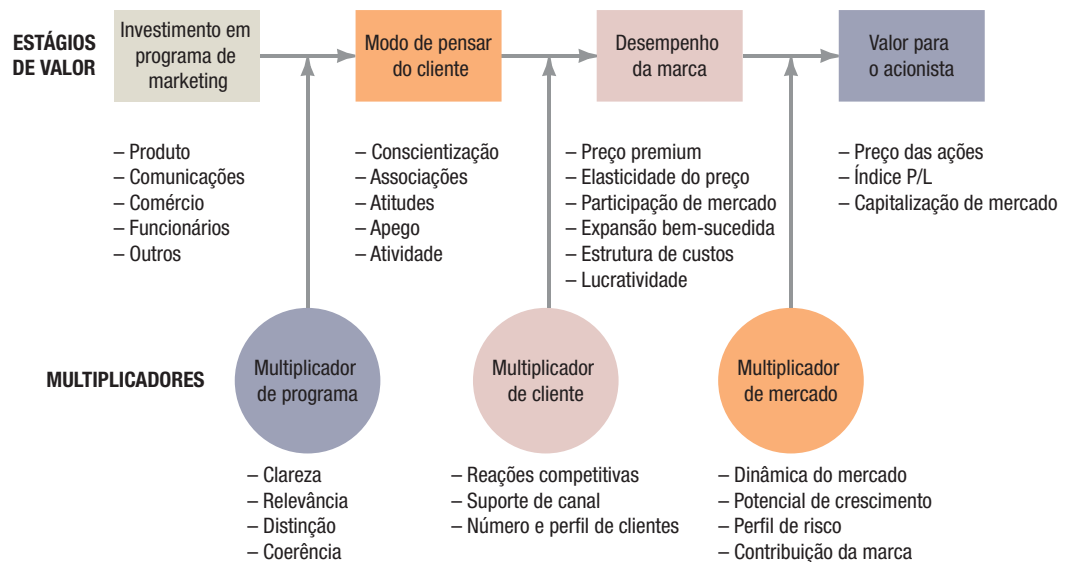 ESTÁGIOS
DE VALOR
Investimento em
programa de
marketing
Modo de pensar
do cliente
Desempenho
da marca
Valor para
o acionista
– Produto
– Comunicações
– Comércio
– Funcionários
– Outros
– Conscientização
– Associações
– Atitudes
– Apego
– Atividade
– Preço premium
– Elasticidade do preço
– Participação de mercado
– Expansão bem-sucedida
– Estrutura de custos
– Lucratividade
– Preço das ações
– Índice P/L
– Capitalização de mercado
MULTIPLICADORES
Multiplicador
de programa
Multiplicador
de cliente
Multiplicador
de mercado
– Clareza
– Relevância
– Distinção
– Coerência
– Reações competitivas
– Suporte de canal
– Número e perfil de clientes
– Dinâmica do mercado
– Potencial de crescimento
– Perfil de risco
– Contribuição da marca